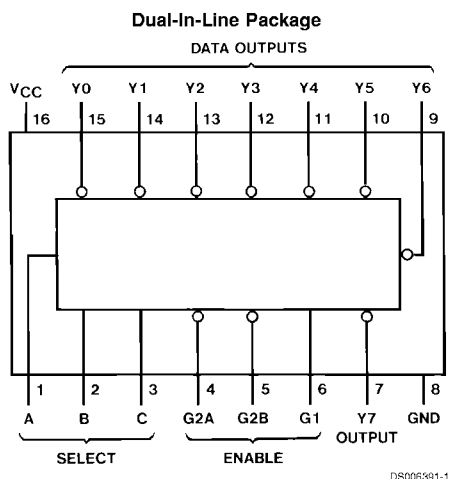 Dual-In-Line Package
DATA OUTPUTS
VCC Y0 Y1 Y2 Y3 Y4 Y5 Y6
16 15 14 13 12 11 10 9
1 2 3 4 5 6 7 8
A B C G2A G2B G1 Y7 GND
OUTPUT
SELECT ENABLE
DS006391-1